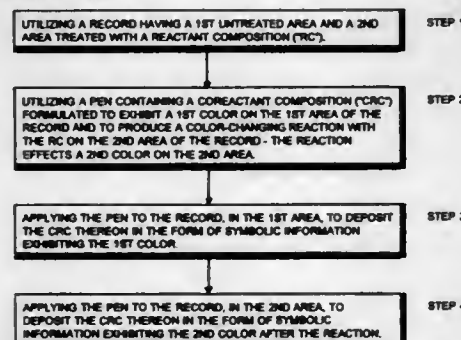 UTILIZING A RECORD HAVING A 1ST UNTREATED AREA AND A 2ND
AREA TREATED WITH A REACTANT COMPOSITION ("RC").
STEP 1
UTILIZING A PEN CONTAINING A COREACTANT COMPOSITION ("CRC")
FORMULATED TO EXHIBIT A 1ST COLOR ON THE 1ST AREA OF THE
RECORD AND TO PRODUCE A COLOR-CHANGING REACTION WITH
THE RC ON THE 2ND AREA OF THE RECORD - THE REACTION
EFFECTS A 2ND COLOR ON THE 2ND AREA.
STEP 2
APPLYING THE PEN TO THE RECORD, IN THE 1ST AREA, TO DEPOSIT
THE CRC THEREON IN THE FORM OF SYMBOLIC INFORMATION
EXHIBITING THE 1ST COLOR.
STEP 3
APPLYING THE PEN TO THE RECORD, IN THE 2ND AREA, TO
DEPOSIT THE CRC THEREON IN THE FORM OF SYMBOLIC
INFORMATION EXHIBITING THE 2ND COLOR AFTER THE REACTION.
STEP 4